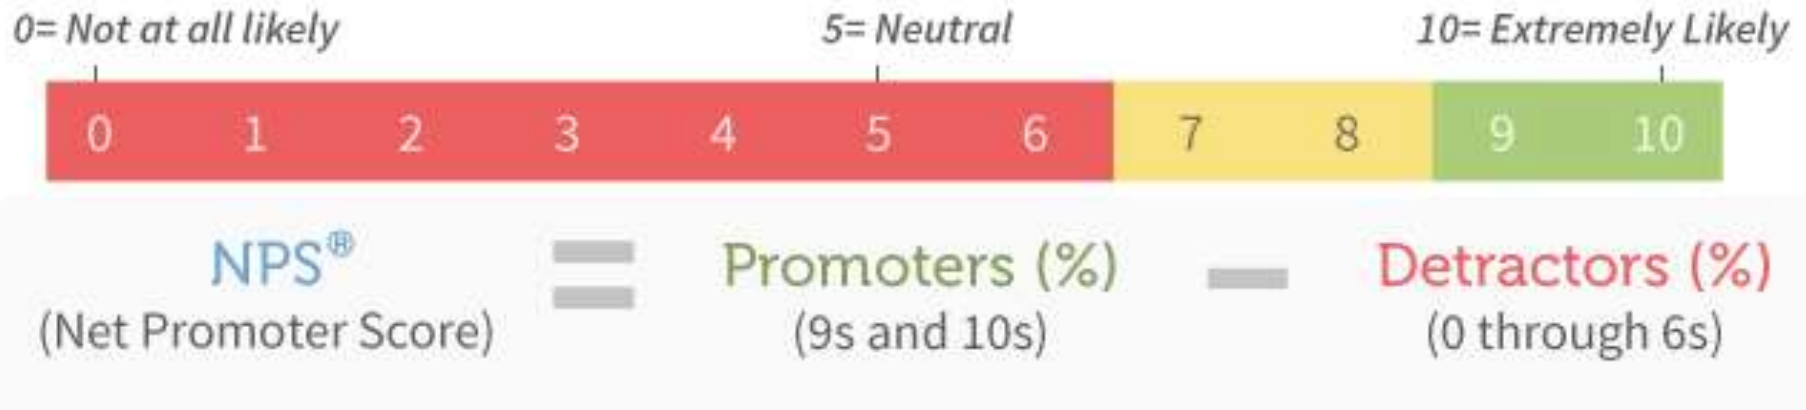 0= Not at all likely 5= Neutral 10= Extremely Likely
0 1 2 3 4 5 6 7 8 9 10
NPS® = Promoters (%) − Detractors (%)
(Net Promoter Score) (9s and 10s) (0 through 6s)